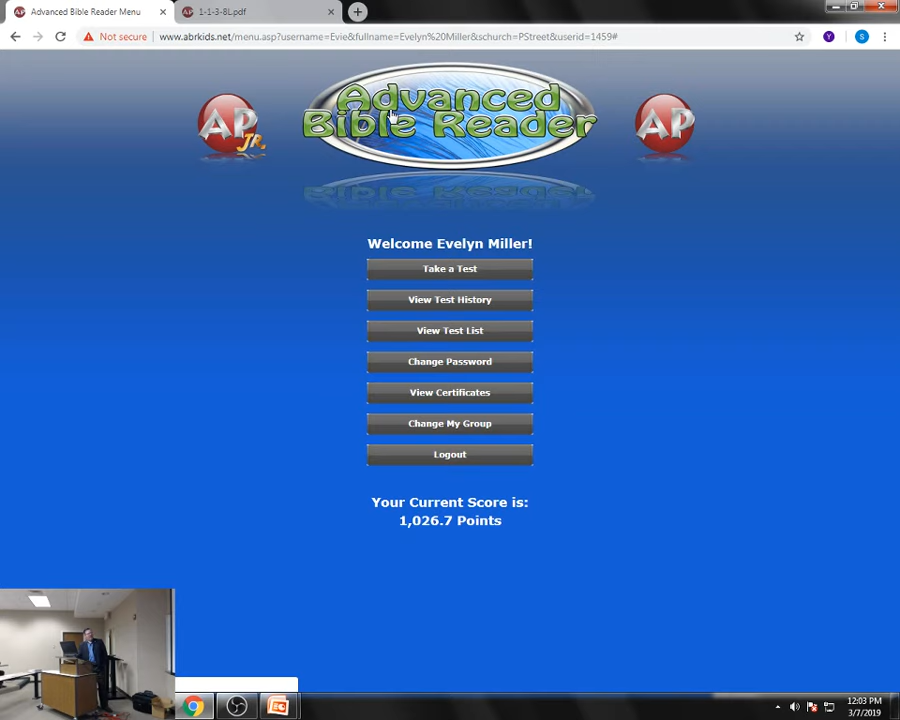 Advanced Bible Reader Menu
1-1-3-8L.pdf
Not secure
www.abrkids.net/menu.asp?username=Evie&fullname=Evelyn%20Miller&schurch=PStreet&userid=1459#
Y
S
AP JR.
Advanced
Bible Reader
AP
Welcome Evelyn Miller!
Take a Test
View Test History
View Test List
Change Password
View Certificates
Change My Group
Logout
Your Current Score is:
1,026.7 Points
12:03 PM
3/7/2019